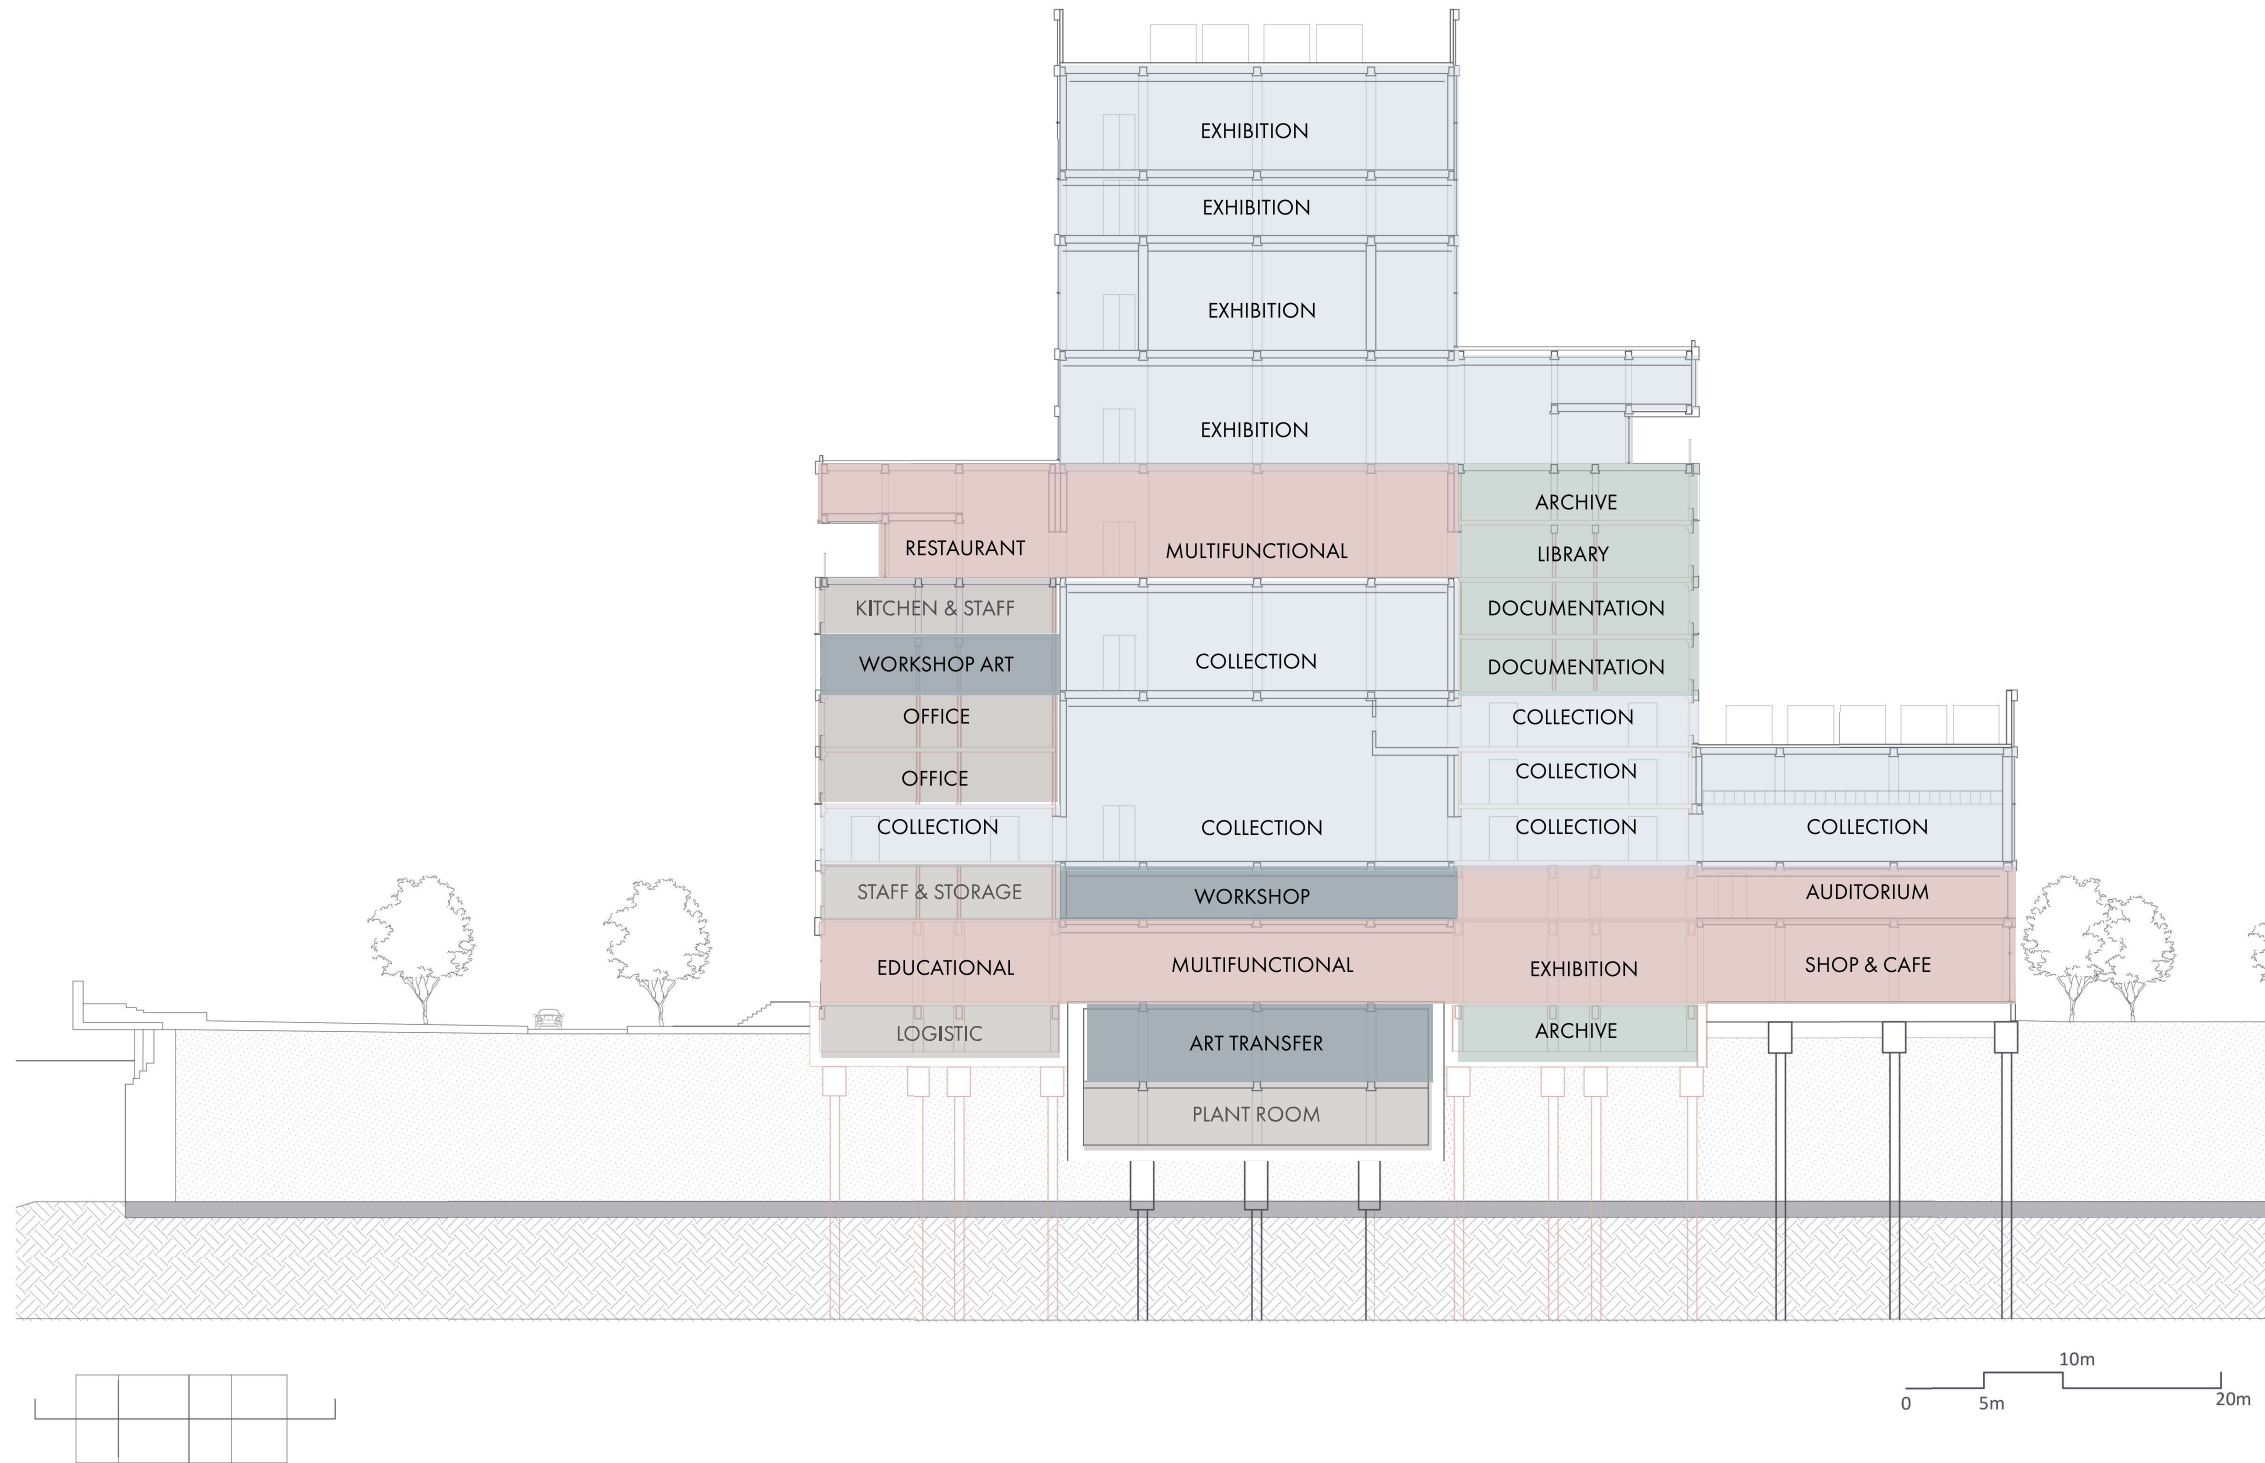 EXHIBITION
EXHIBITION
EXHIBITION
EXHIBITION
ARCHIVE
RESTAURANT
MULTIFUNCTIONAL
LIBRARY
KITCHEN & STAFF
DOCUMENTATION
WORKSHOP ART
COLLECTION
DOCUMENTATION
OFFICE
COLLECTION
OFFICE
COLLECTION
COLLECTION
COLLECTION
COLLECTION
COLLECTION
STAFF & STORAGE
WORKSHOP
AUDITORIUM
EDUCATIONAL
MULTIFUNCTIONAL
EXHIBITION
SHOP & CAFE
LOGISTIC
ART TRANSFER
ARCHIVE
PLANT ROOM
10m
0
5m
20m